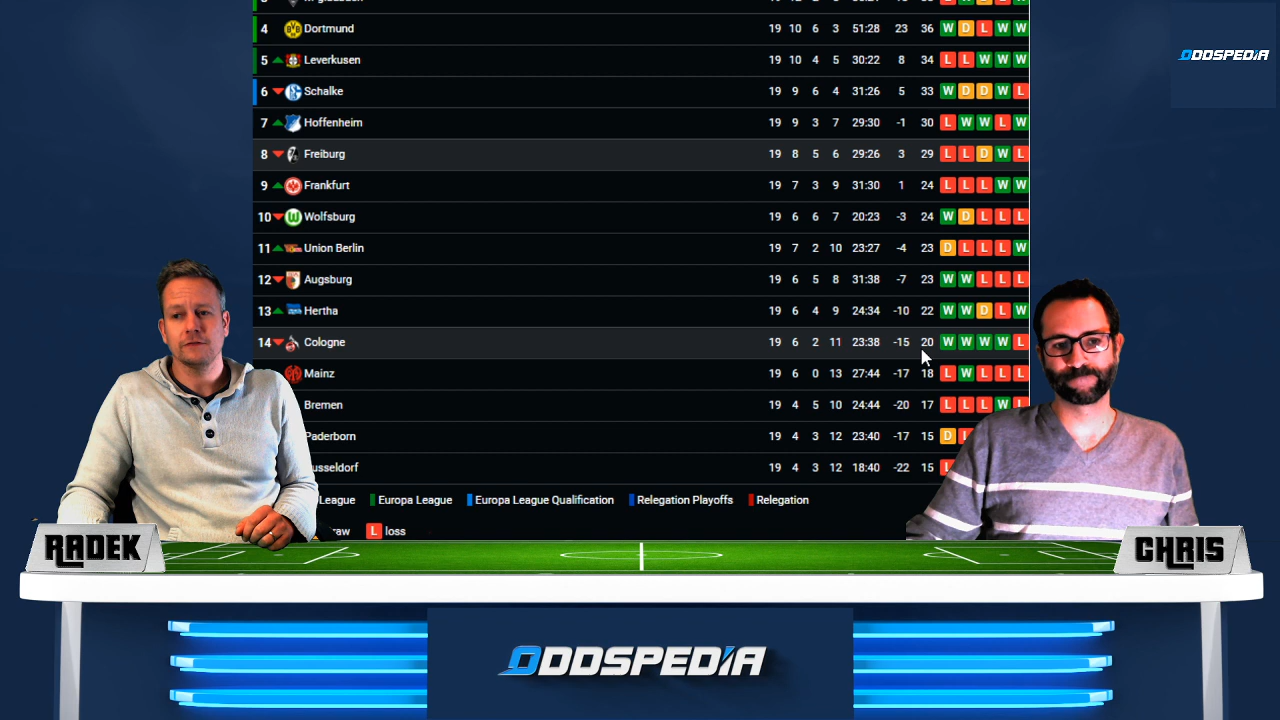 4 Dortmund 19 10 6 3 51:28 23 36 W D L W W
ODDSPEDIA
5 Leverkusen 19 10 4 5 30:22 8 34 L L W W W
6 Schalke 19 9 6 4 31:26 5 33 W D D W L
7 Hoffenheim 19 9 3 7 29:30 -1 30 L W W L W
8 Freiburg 19 8 5 6 29:26 3 29 L L D W L
9 Frankfurt 19 7 3 9 31:30 1 24 L L L W W
10 Wolfsburg 19 6 6 7 20:23 -3 24 W D L L L
11 Union Berlin 19 7 2 10 23:27 -4 23 D L L L W
12 Augsburg 19 6 5 8 31:38 -7 23 W W L L L
13 Hertha 19 6 4 9 24:34 -10 22 W W D L W
14 Cologne 19 6 2 11 23:38 -15 20 W W W W L
Mainz 19 6 0 13 27:44 -17 18 L W L L L
Bremen 19 4 5 10 24:44 -20 17 L L L W L
Paderborn 19 4 3 12 23:40 -17 15 D L
usseldorf 19 4 3 12 18:40 -22 15 L
League Europa League Europa League Qualification Relegation Playoffs Relegation
raw L loss
RADEK
CHRIS
ODDSPEDIA